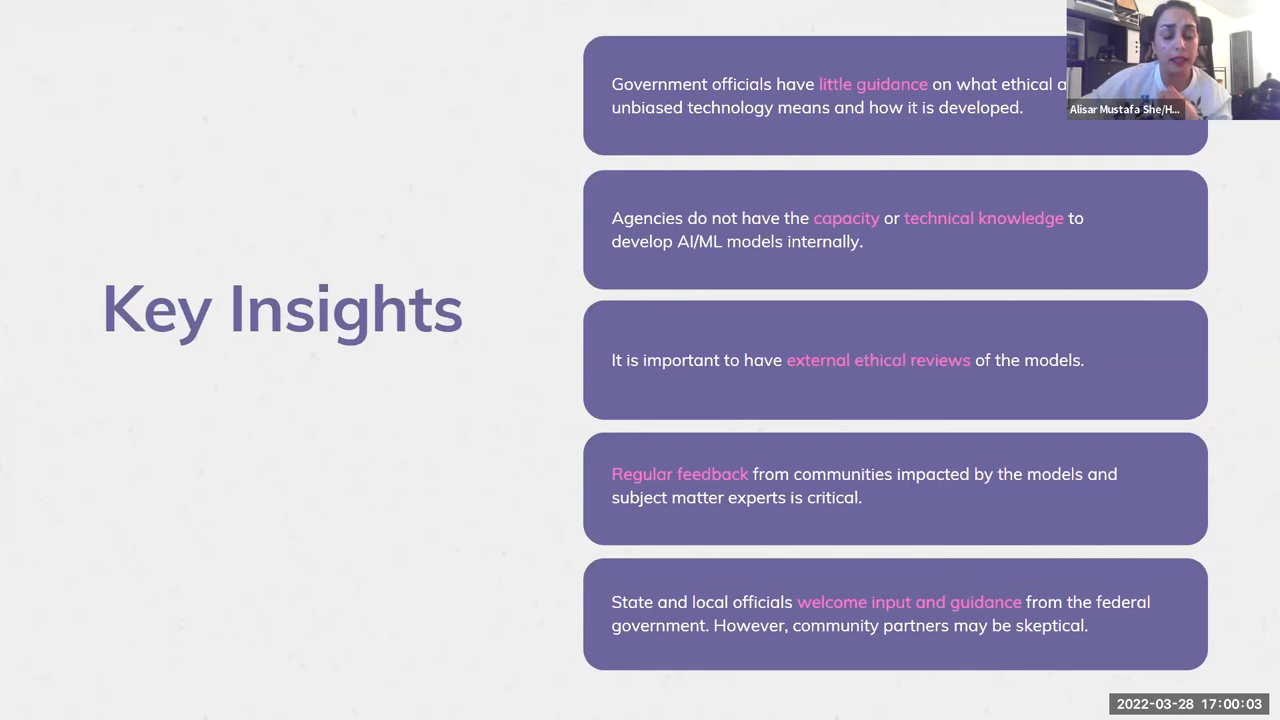 Key Insights
Government officials have little guidance on what ethical a
unbiased technology means and how it is developed.
Agencies do not have the capacity or technical knowledge to
develop AI/ML models internally.
It is important to have external ethical reviews of the models.
Regular feedback from communities impacted by the models and
subject matter experts is critical.
State and local officials welcome input and guidance from the federal
government. However, community partners may be skeptical.
Alisar Mustafa She/H...
2022-03-28 17:00:03